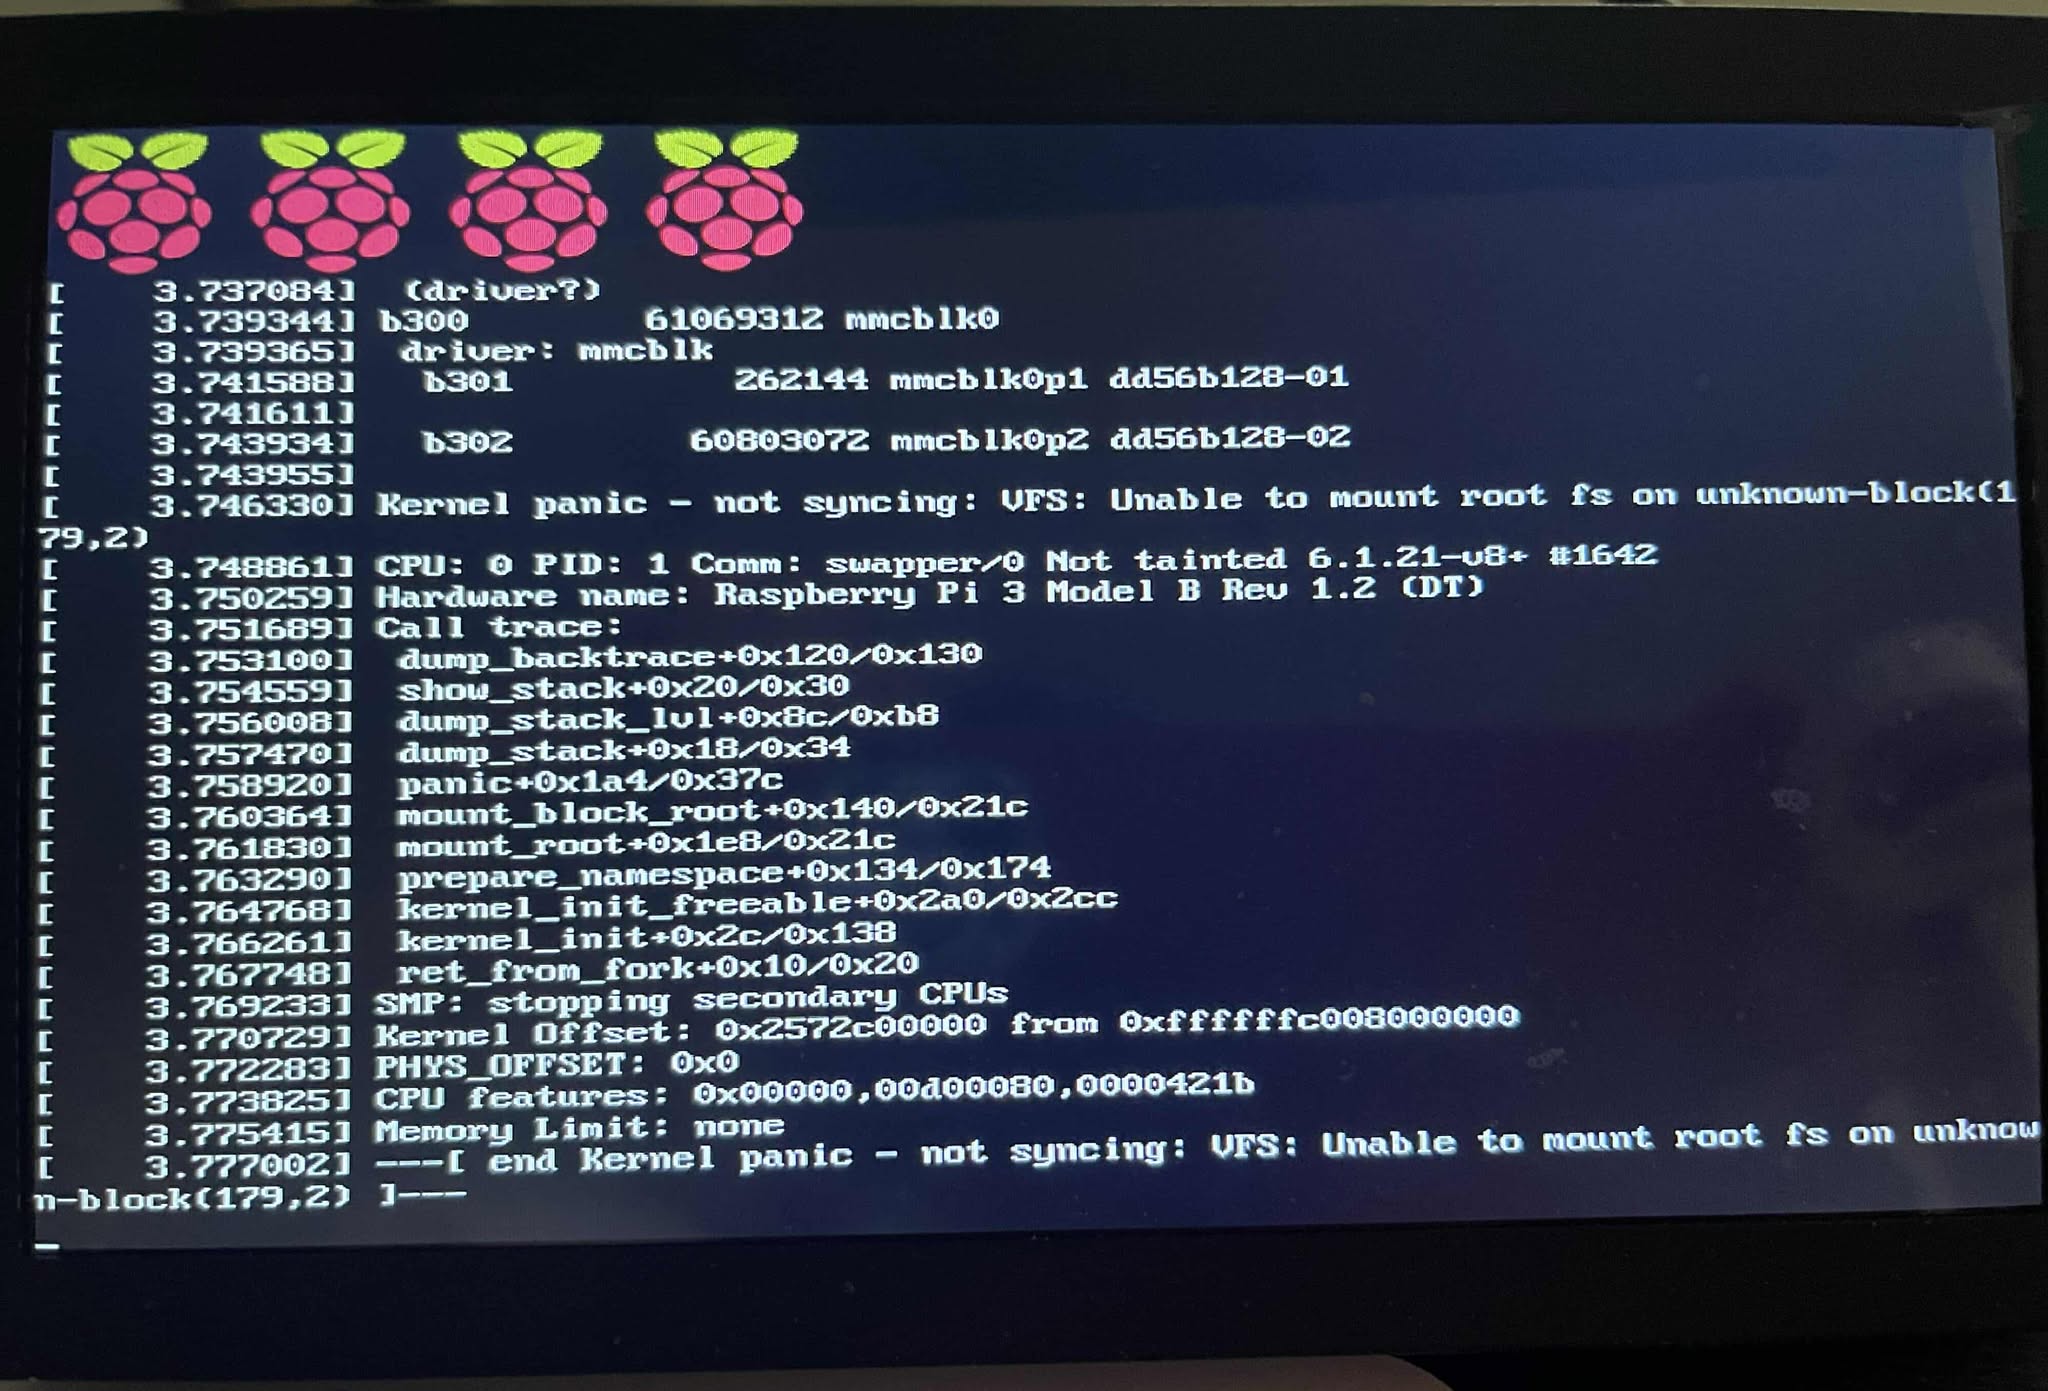 [    3.737084]  (driver?)
[    3.739344] b300        61069312 mmcblk0
[    3.739365]  driver: mmcblk
[    3.741588]   b301          262144 mmcblk0p1 dd56b128-01
[    3.741611]
[    3.743934]   b302        60803072 mmcblk0p2 dd56b128-02
[    3.743955]
[    3.746330] Kernel panic - not syncing: VFS: Unable to mount root fs on unknown-block(1
79,2)
[    3.748861] CPU: 0 PID: 1 Comm: swapper/0 Not tainted 6.1.21-v8+ #1642
[    3.750259] Hardware name: Raspberry Pi 3 Model B Rev 1.2 (DT)
[    3.751689] Call trace:
[    3.753100]  dump_backtrace+0x120/0x130
[    3.754559]  show_stack+0x20/0x30
[    3.756008]  dump_stack_lvl+0x8c/0xb8
[    3.757470]  dump_stack+0x18/0x34
[    3.758920]  panic+0x1a4/0x37c
[    3.760364]  mount_block_root+0x140/0x21c
[    3.761830]  mount_root+0x1e8/0x21c
[    3.763290]  prepare_namespace+0x134/0x174
[    3.764768]  kernel_init_freeable+0x2a0/0x2cc
[    3.766261]  kernel_init+0x2c/0x138
[    3.767748]  ret_from_fork+0x10/0x20
[    3.769233] SMP: stopping secondary CPUs
[    3.770729] Kernel Offset: 0x2572c00000 from 0xffffffc008000000
[    3.772283] PHYS_OFFSET: 0x0
[    3.773825] CPU features: 0x00000,00d00080,0000421b
[    3.775415] Memory Limit: none
[    3.777002] ---[ end Kernel panic - not syncing: VFS: Unable to mount root fs on unknow
n-block(179,2) ]---